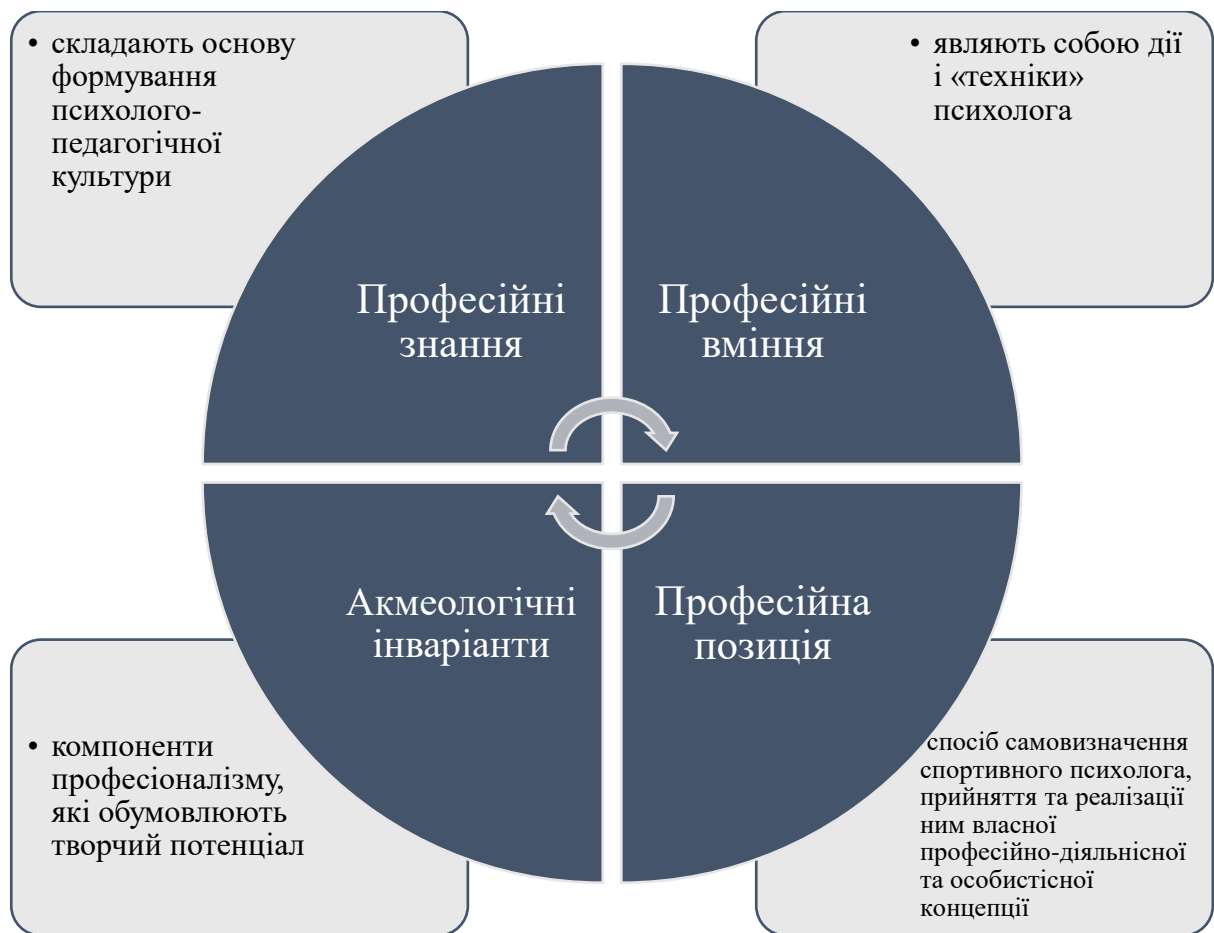 • складають основу
формування
психолого-
педагогічної
культури
• являють собою дії
і «техніки»
психолога
Професійні
знання
Професійні
вміння
Акмеологічні
інваріанти
Професійна
позиція
• компоненти
професіоналізму,
які обумовлюють
творчий потенціал
спосіб самовизначення
спортивного психолога,
прийняття та реалізації
ним власної
професійно-діяльнісної
та особистісної
концепції